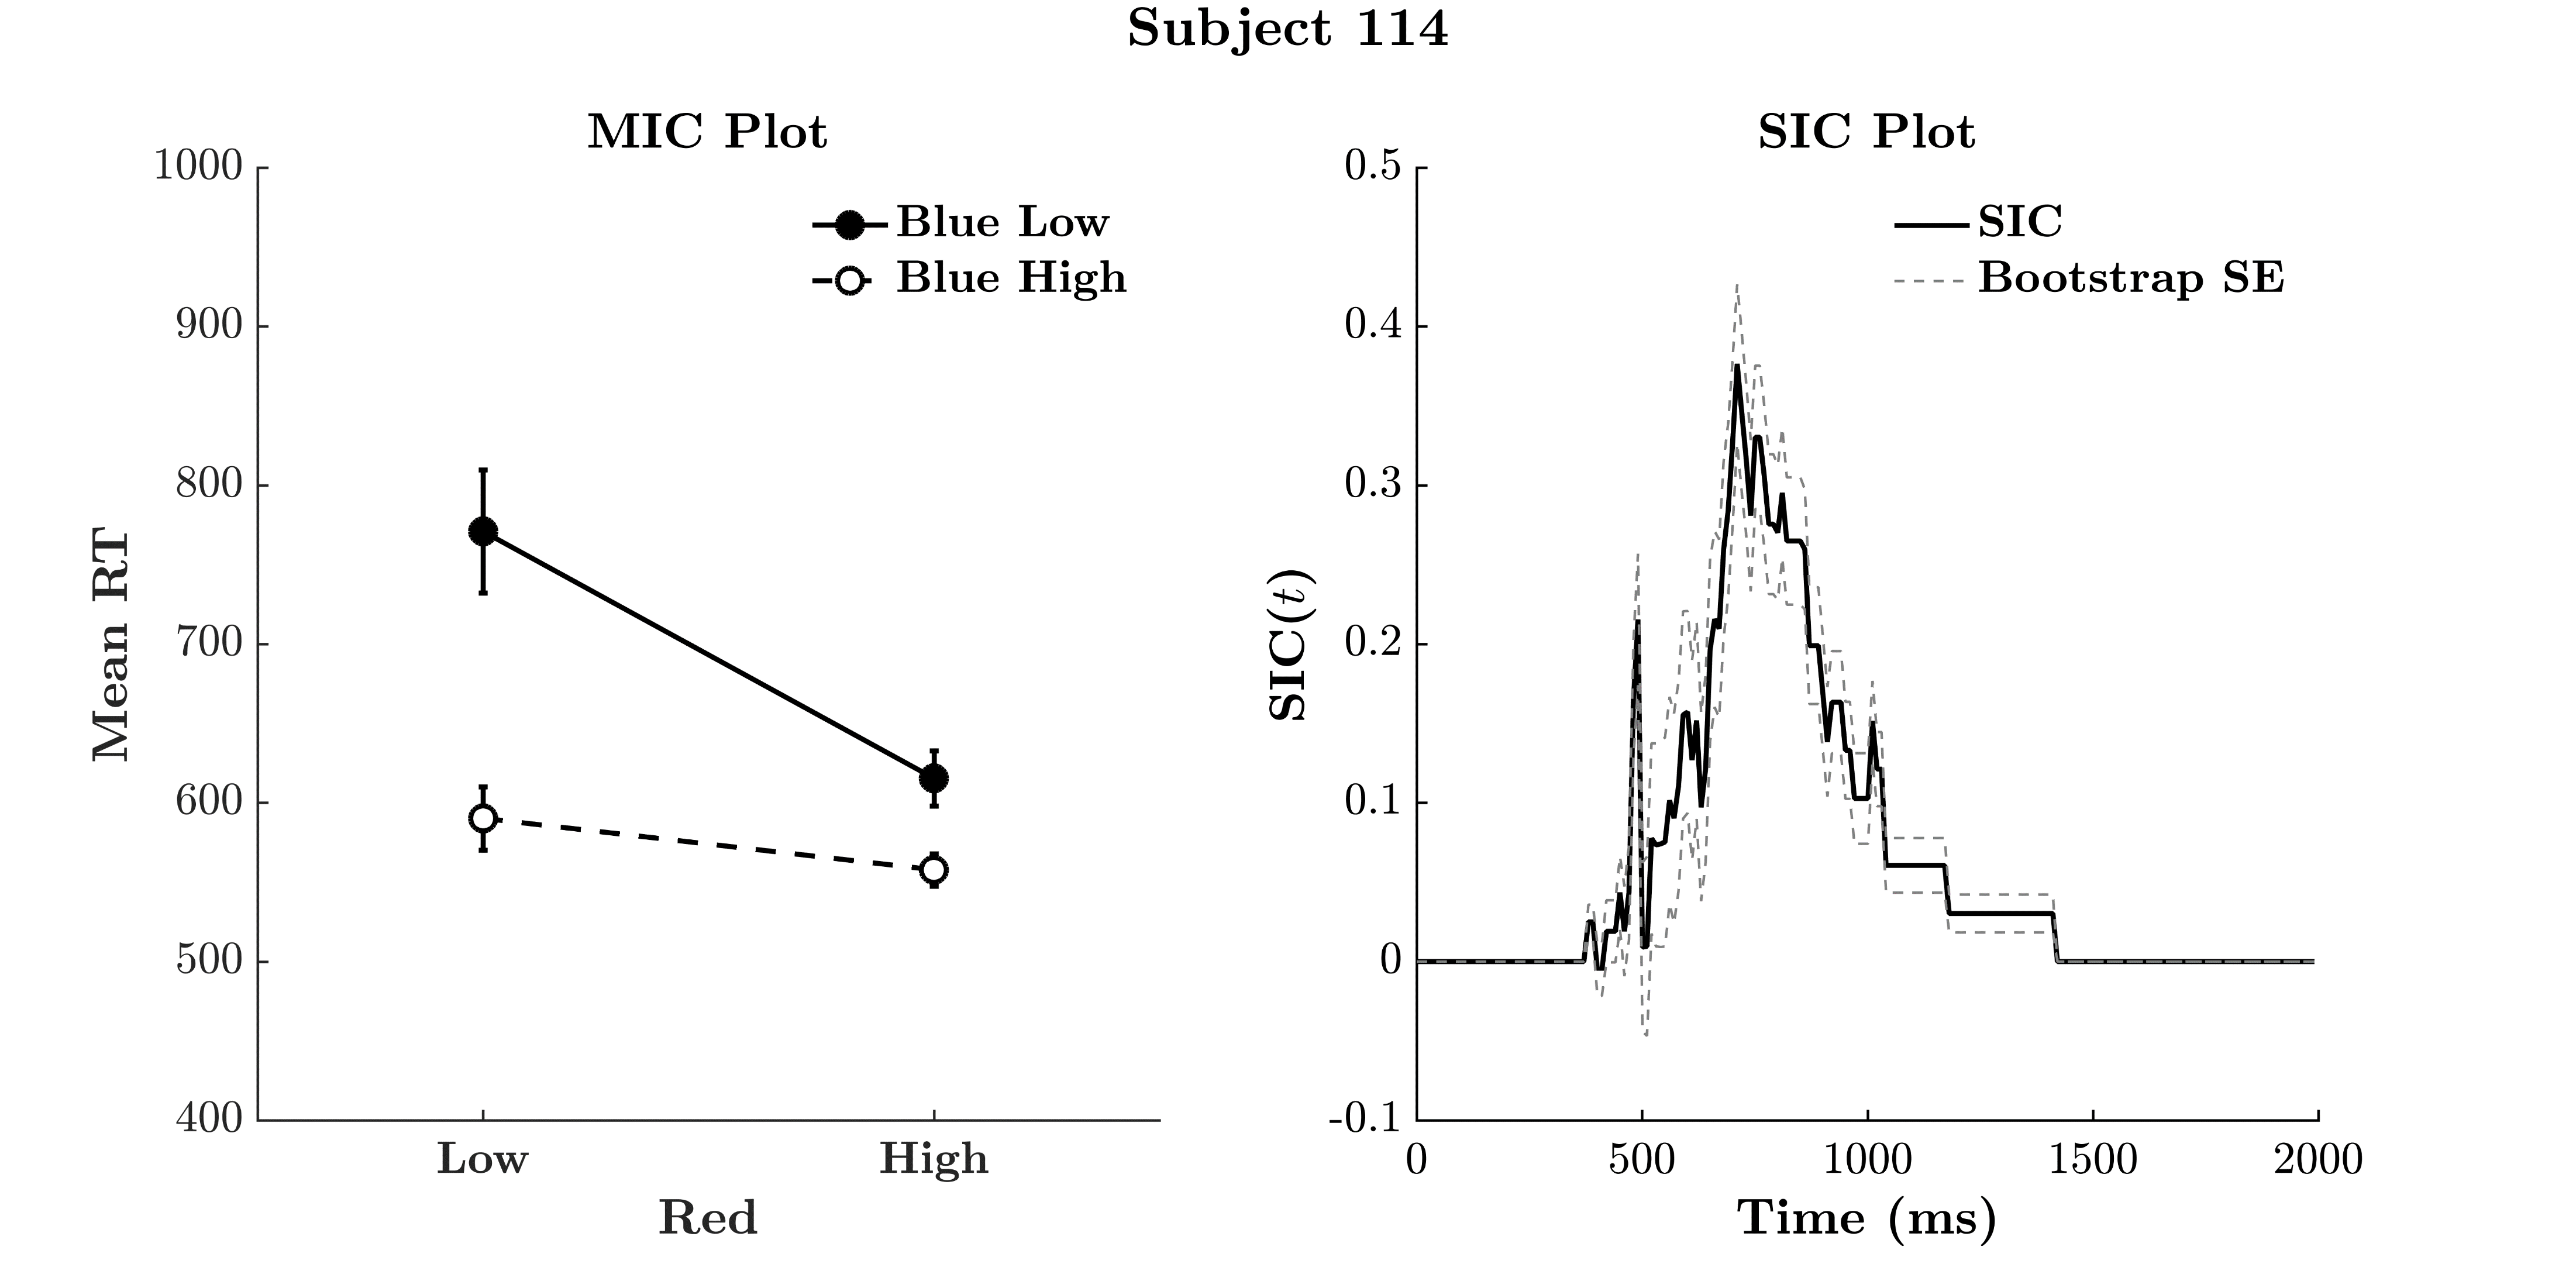 Subject 114
MIC Plot
1000
900
800
700
600
500
400
Mean RT
Blue Low
Blue High
Low
High
Red
SIC Plot
0.5
0.4
0.3
0.2
0.1
0
-0.1
SIC(t)
SIC
Bootstrap SE
0
500
1000
1500
2000
Time (ms)